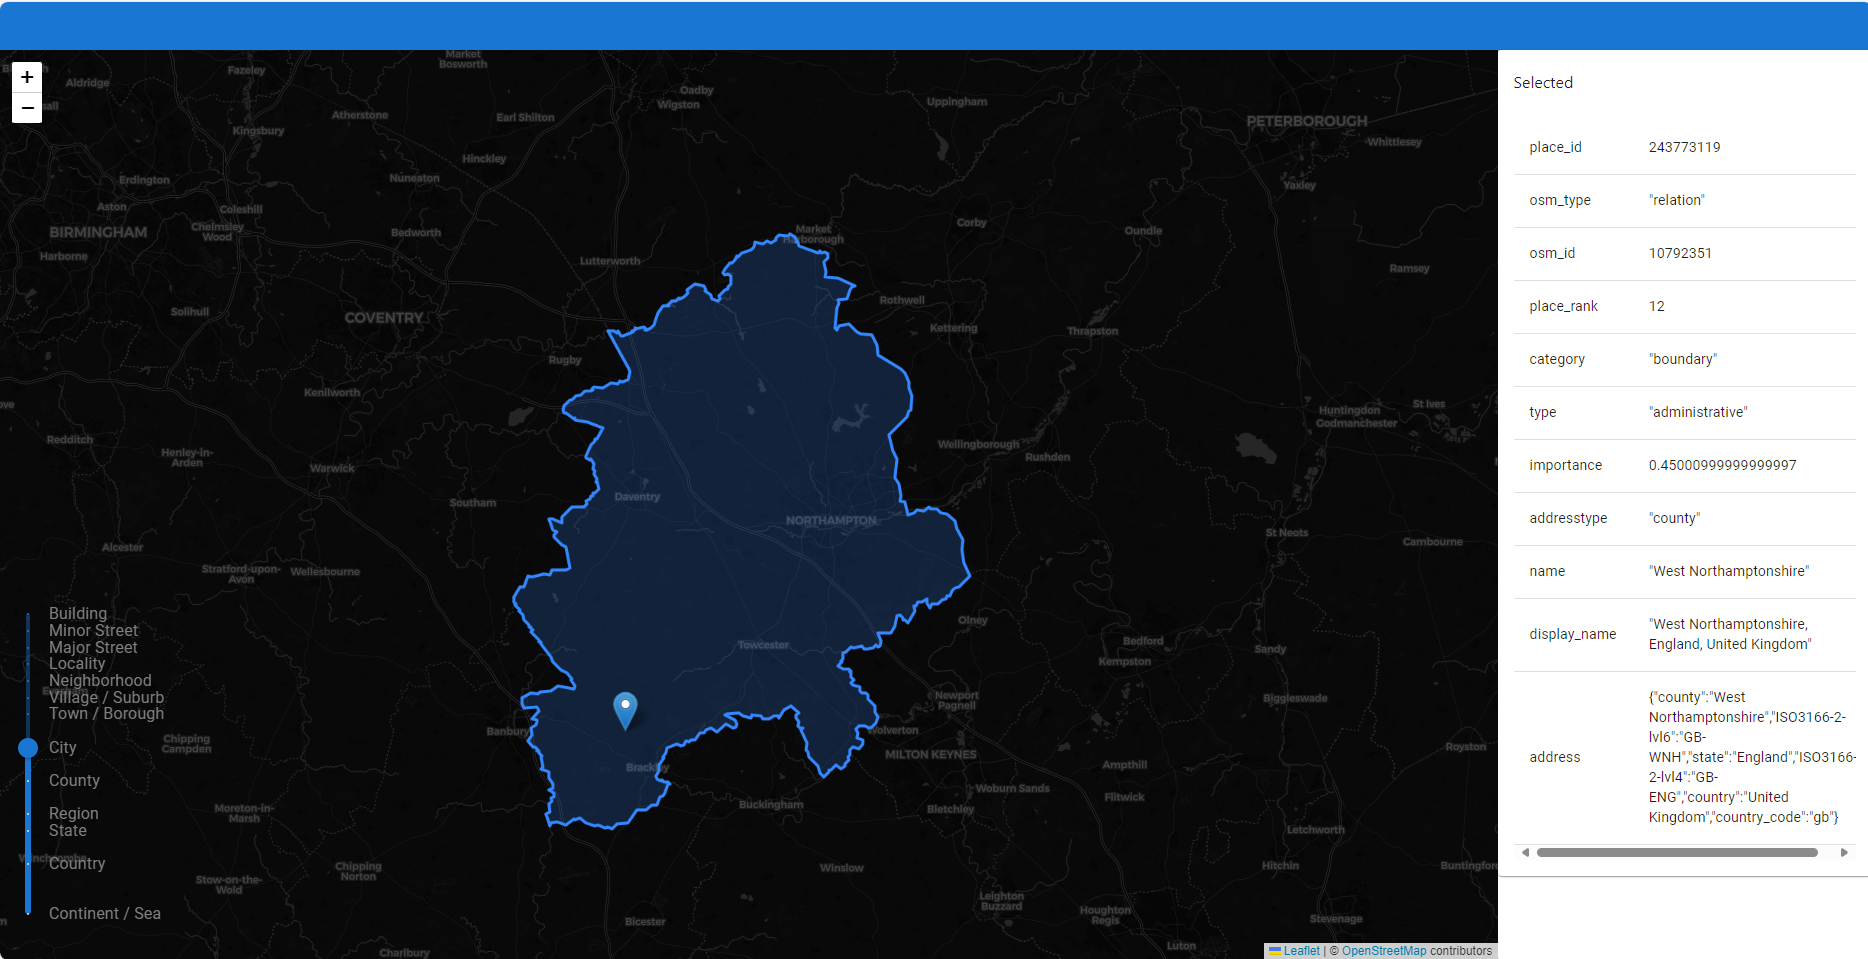 +
−
Market
Bosworth
Fazeley
Aldridge
Oadby
Wigston
Uppingham
Atherstone
Earl Shilton
PETERBOROUGH
Kingsbury
Whittlesey
Hinckley
Erdington
Nuneaton
Yaxley
Aston
Coleshill
Corby
BIRMINGHAM
Chelmsley
Wood
Bedworth
Market
Harborough
Oundle
Harborne
Lutterworth
Ramsey
Rothwell
Solihull
COVENTRY
Kettering
Thrapston
Rugby
Kenilworth
Huntingdon
Godmanchester
St Ives
Redditch
Wellingborough
Henley-in-
Arden
Warwick
Rushden
Daventry
Southam
NORTHAMPTON
St Neots
Alcester
Cambourne
Stratford-upon-
Avon
Wellesbourne
Olney
Towcester
Bedford
Sandy
Kempston
Newport
Pagnell
Biggleswade
Banbury
Wolverton
Chipping
Campden
MILTON KEYNES
Royston
Brackley
Ampthill
Woburn Sands
Flitwick
Moreton-in-
Marsh
Buckingham
Bletchley
Letchworth
Winchcombe
Chipping
Norton
Winslow
Hitchin
Buntingfor
Stow-on-the-
Wold
Leighton
Buzzard
Houghton
Regis
Bicester
Stevenage
Luton
Charlbury
Building
Minor Street
Major Street
Locality
Neighborhood
Village / Suburb
Town / Borough
City
County
Region
State
Country
Continent / Sea
Leaflet | © OpenStreetMap contributors
Selected
place_id 243773119
osm_type "relation"
osm_id 10792351
place_rank 12
category "boundary"
type "administrative"
importance 0.45000999999999997
addresstype "county"
name "West Northamptonshire"
display_name "West Northamptonshire,
England, United Kingdom"
address {"county":"West
Northamptonshire","ISO3166-2-
lvl6":"GB-
WNH","state":"England","ISO3166-
2-lvl4":"GB-
ENG","country":"United
Kingdom","country_code":"gb"}